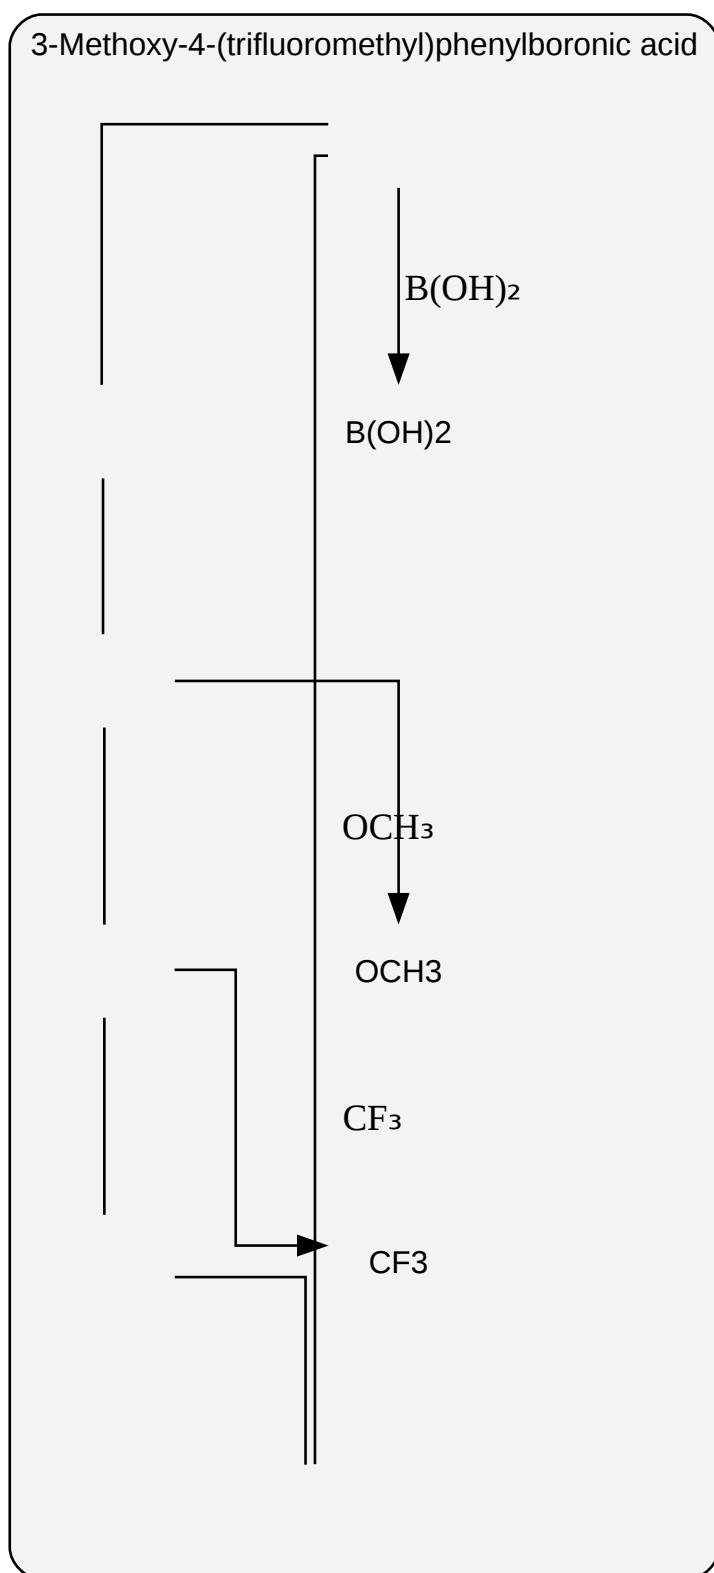 3-Methoxy-4-(trifluoromethyl)phenylboronic acid
B(OH)₂
B(OH)2
OCH₃
OCH3
CF₃
CF3